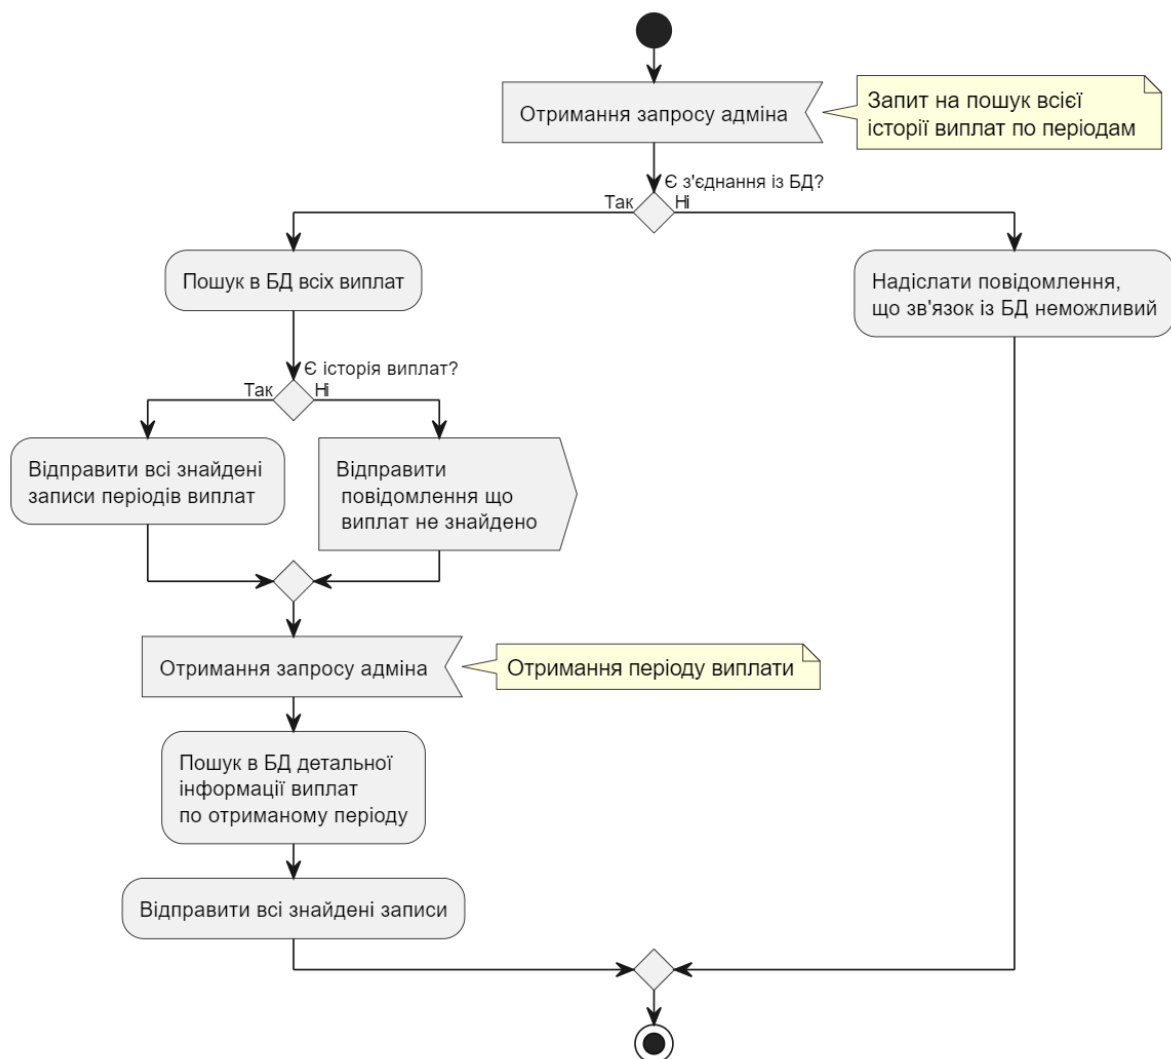 Отримання запросу адміна
Запит на пошук всієї
історії виплат по періодам
Є з'єднання із БД?
Так
Ні
Пошук в БД всіх виплат
Надіслати повідомлення,
що зв'язок із БД неможливий
Є історія виплат?
Так
Ні
Відправити всі знайдені
записи періодів виплат
Відправити
повідомлення що
виплат не знайдено
Отримання запросу адміна
Отримання періоду виплати
Пошук в БД детальної
інформації виплат
по отриманому періоду
Відправити всі знайдені записи